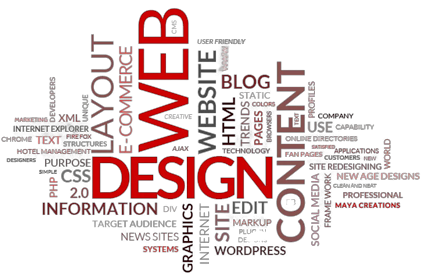 CMS
WEB
LAYOUT
E-COMMERCE
USER FRIENDLY
WEBSITE
BLOG
STATIC
COLORS
HTML
TRENDS
PAGES
BROWSERS
TECHNOLOGY
CREATIVE
AJAX
DEVELOPERS
MARKETING
XML
UNIQUE
INTERNET EXPLORER
FIREFOX
CHROME
TEXT
STRUCTURES
HOTEL MANAGEMENT
DESIGNERS
PURPOSE
SIMPLE
CSS
PHP
2.0
DESIGN
CONTENT
TEXT
PROFILES
COMPANY
USE
CAPABILITY
ONLINE DIRECTORIES
SATISFIED
APPLICATIONS
FAN PAGES
CUSTOMERS
NEW
WORLD
SITE REDESIGNING
NEW AGE DESIGNS
CLEAN AND NEAT
SOCIAL MEDIA
FRAME WORK
PROFESSIONAL
MAYA CREATIONS
INFORMATION
DIV
TARGET AUDIENCE
NEWS SITES
SYSTEMS
GRAPHICS
INTERNET
SITE
EDIT
MARKUP
WORDPRESS